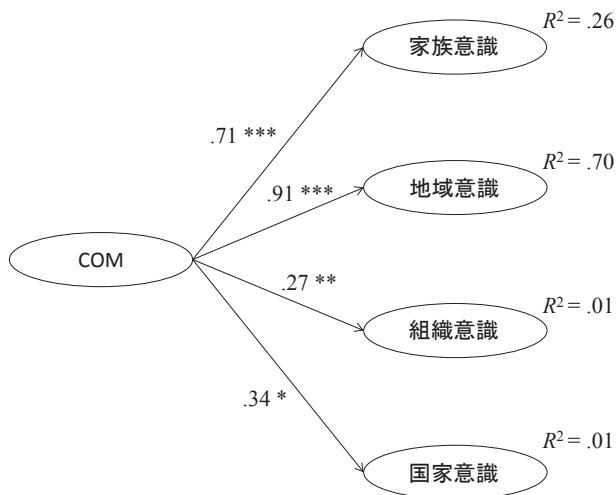 R² = .26
家族意識
.71 ***
R² = .70
地域意識
.91 ***
COM
.27 **
R² = .01
組織意識
.34 *
R² = .01
国家意識